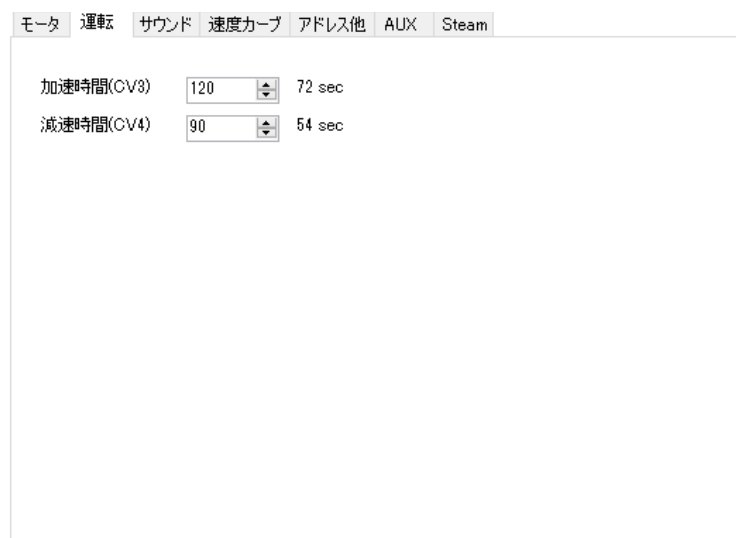 モータ 運転 サウンド 速度カーブ アドレス他 AUX Steam
加速時間(CV3) 120 72 sec
減速時間(CV4) 90 54 sec